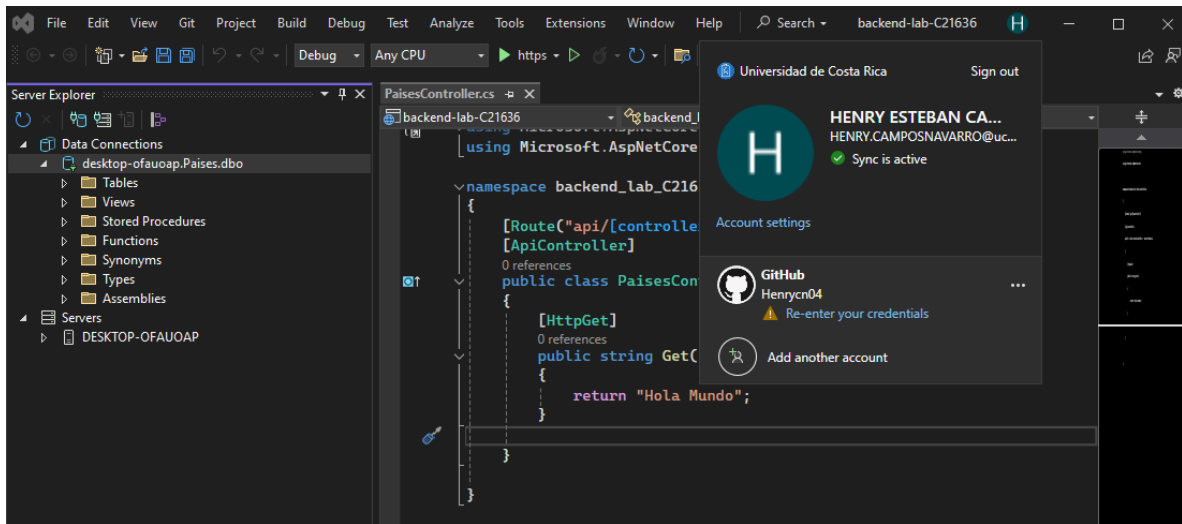 File Edit View Git Project Build Debug Test Analyze Tools Extensions Window Help Search backend-lab-C21636 H
Debug Any CPU https
Server Explorer
Data Connections
desktop-ofauoap.Paises.dbo
Tables
Views
Stored Procedures
Functions
Synonyms
Types
Assemblies
Servers
DESKTOP-OFAUOAP
PaisesController.cs
backend-lab-C21636 backend_l
using Microsoft.AspNetCore
using Microsoft.AspNetCore
namespace backend_lab_C216
{
[Route("api/[controlle
[ApiController]
0 references
public class PaisesCon
{
[HttpGet]
0 references
public string Get(
{
return "Hola Mundo";
}
}
}
Universidad de Costa Rica Sign out
H
HENRY ESTEBAN CA...
HENRY.CAMPOSNAVARRO@uc...
Sync is active
Account settings
GitHub
Henrycn04
Re-enter your credentials
...
Add another account